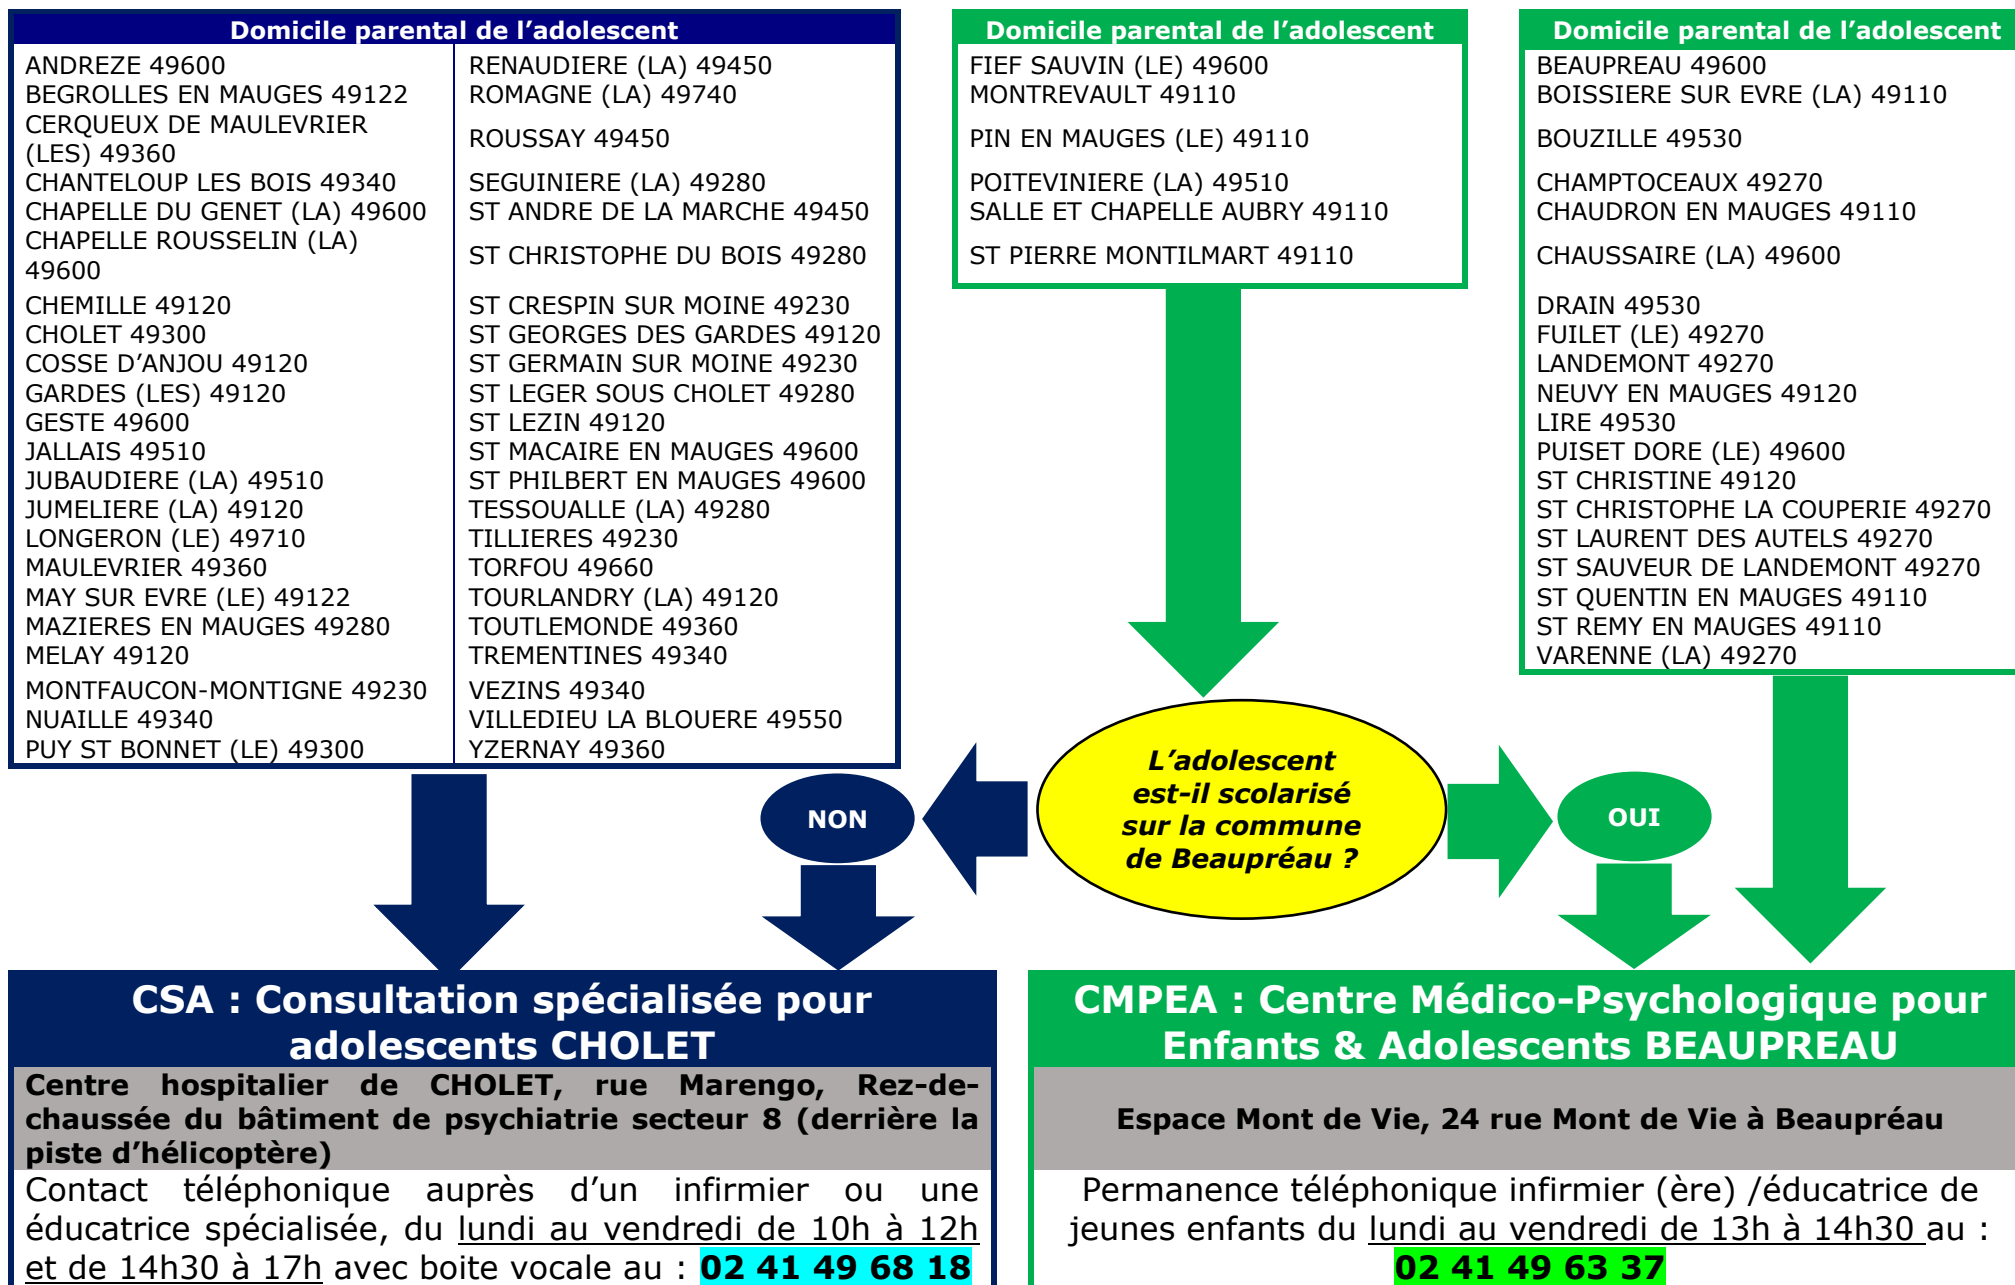 Domicile parental de l’adolescent
ANDREZE 49600
BEGROLLES EN MAUGES 49122
CERQUEUX DE MAULEVRIER
(LES) 49360
CHANTELOUP LES BOIS 49340
CHAPELLE DU GENET (LA) 49600
CHAPELLE ROUSSELIN (LA)
49600
CHEMILLE 49120
CHOLET 49300
COSSE D’ANJOU 49120
GARDES (LES) 49120
GESTE 49600
JALLAIS 49510
JUBAUDIERE (LA) 49510
JUMELIERE (LA) 49120
LONGERON (LE) 49710
MAULEVRIER 49360
MAY SUR EVRE (LE) 49122
MAZIERES EN MAUGES 49280
MELAY 49120
MONTFAUCON-MONTIGNE 49230
NUAILLE 49340
PUY ST BONNET (LE) 49300
RENAUDIERE (LA) 49450
ROMAGNE (LA) 49740
ROUSSAY 49450
SEGUINIERE (LA) 49280
ST ANDRE DE LA MARCHE 49450
ST CHRISTOPHE DU BOIS 49280
ST CRESPIN SUR MOINE 49230
ST GEORGES DES GARDES 49120
ST GERMAIN SUR MOINE 49230
ST LEGER SOUS CHOLET 49280
ST LEZIN 49120
ST MACAIRE EN MAUGES 49600
ST PHILBERT EN MAUGES 49600
TESSOUALLE (LA) 49280
TILLIERES 49230
TORFOU 49660
TOURLANDRY (LA) 49120
TOUTLEMONDE 49360
TREMENTINES 49340
VEZINS 49340
VILLEDIEU LA BLOUERE 49550
YZERNAY 49360
Domicile parental de l’adolescent
FIEF SAUVIN (LE) 49600
MONTREVAULT 49110
PIN EN MAUGES (LE) 49110
POITEVINIERE (LA) 49510
SALLE ET CHAPELLE AUBRY 49110
ST PIERRE MONTILMART 49110
Domicile parental de l’adolescent
BEAUPREAU 49600
BOISSIERE SUR EVRE (LA) 49110
BOUZILLE 49530
CHAMPTOCEAUX 49270
CHAUDRON EN MAUGES 49110
CHAUSSAIRE (LA) 49600
DRAIN 49530
FUILET (LE) 49270
LANDEMONT 49270
NEUVY EN MAUGES 49120
LIRE 49530
PUISET DORE (LE) 49600
ST CHRISTINE 49120
ST CHRISTOPHE LA COUPERIE 49270
ST LAURENT DES AUTELS 49270
ST SAUVEUR DE LANDEMONT 49270
ST QUENTIN EN MAUGES 49110
ST REMY EN MAUGES 49110
VARENNE (LA) 49270
L’adolescent
est-il scolarisé
sur la commune
de Beaupréau ?
NON
OUI
CSA : Consultation spécialisée pour
adolescents CHOLET
Centre hospitalier de CHOLET, rue Marengo, Rez-de-
chaussée du bâtiment de psychiatrie secteur 8 (derrière la
piste d’hélicoptère)
Contact téléphonique auprès d’un infirmier ou une
éducatrice spécialisée, du lundi au vendredi de 10h à 12h
et de 14h30 à 17h avec boite vocale au : 02 41 49 68 18
CMPEA : Centre Médico-Psychologique pour
Enfants & Adolescents BEAUPREAU
Espace Mont de Vie, 24 rue Mont de Vie à Beaupréau
Permanence téléphonique infirmier (ère) /éducatrice de
jeunes enfants du lundi au vendredi de 13h à 14h30 au :
02 41 49 63 37